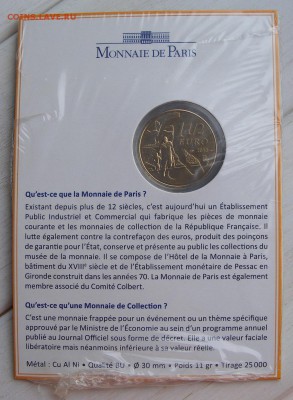 МОНЕТЫ.www.ru
MONNAIE DE PARIS
EURO
Qu'est-ce que la Monnaie de Paris ?
Existant depuis plus de 12 siècles, c'est aujourd'hui un Établissement
Public Industriel et Commercial qui fabrique les pièces de monnaie
courante et les monnaies de collection de la République Française. Il
lutte également contre la contrefaçon des euros, produit des poinçons
de garantie pour l'État, conserve et présente au public les collections du
musée de la monnaie. Il se compose de l'Hôtel de la Monnaie à Paris,
bâtiment du XVIIIe siècle et de l'Établissement monétaire de Pessac en
Gironde construit dans les années 70. La Monnaie de Paris est également
membre associé du Comité Colbert.
Qu'est-ce qu'une Monnaie de Collection ?
C'est une monnaie frappée pour un événement ou un thème spécifique
approuvé par le Ministre de l'Économie au sein d'un programme annuel
publié au Journal Officiel sous forme de décret. Elle a une valeur faciale
libératoire mais néanmoins inférieure à sa valeur réelle.
Métal : Cu Al Ni • Qualité BU • Ø 30 mm • Poids 11 gr • Tirage 25 000